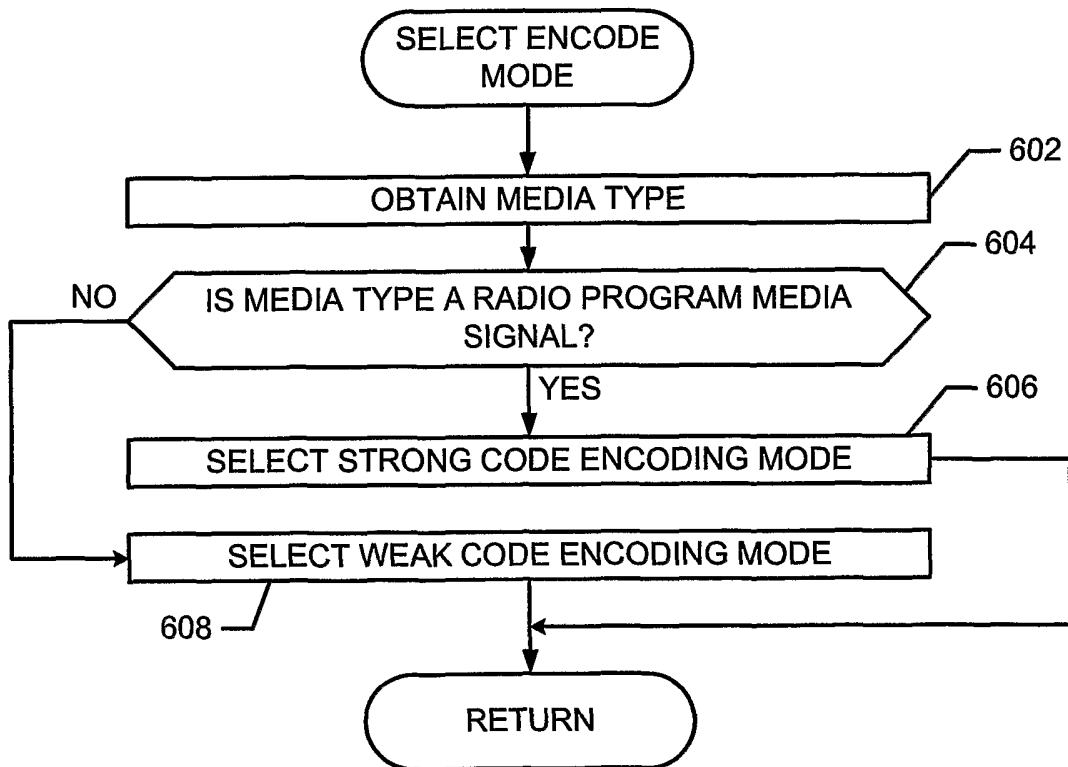 SELECT ENCODE
MODE
602
OBTAIN MEDIA TYPE
604
NO
IS MEDIA TYPE A RADIO PROGRAM MEDIA
SIGNAL?
YES
606
SELECT STRONG CODE ENCODING MODE
SELECT WEAK CODE ENCODING MODE
608
RETURN